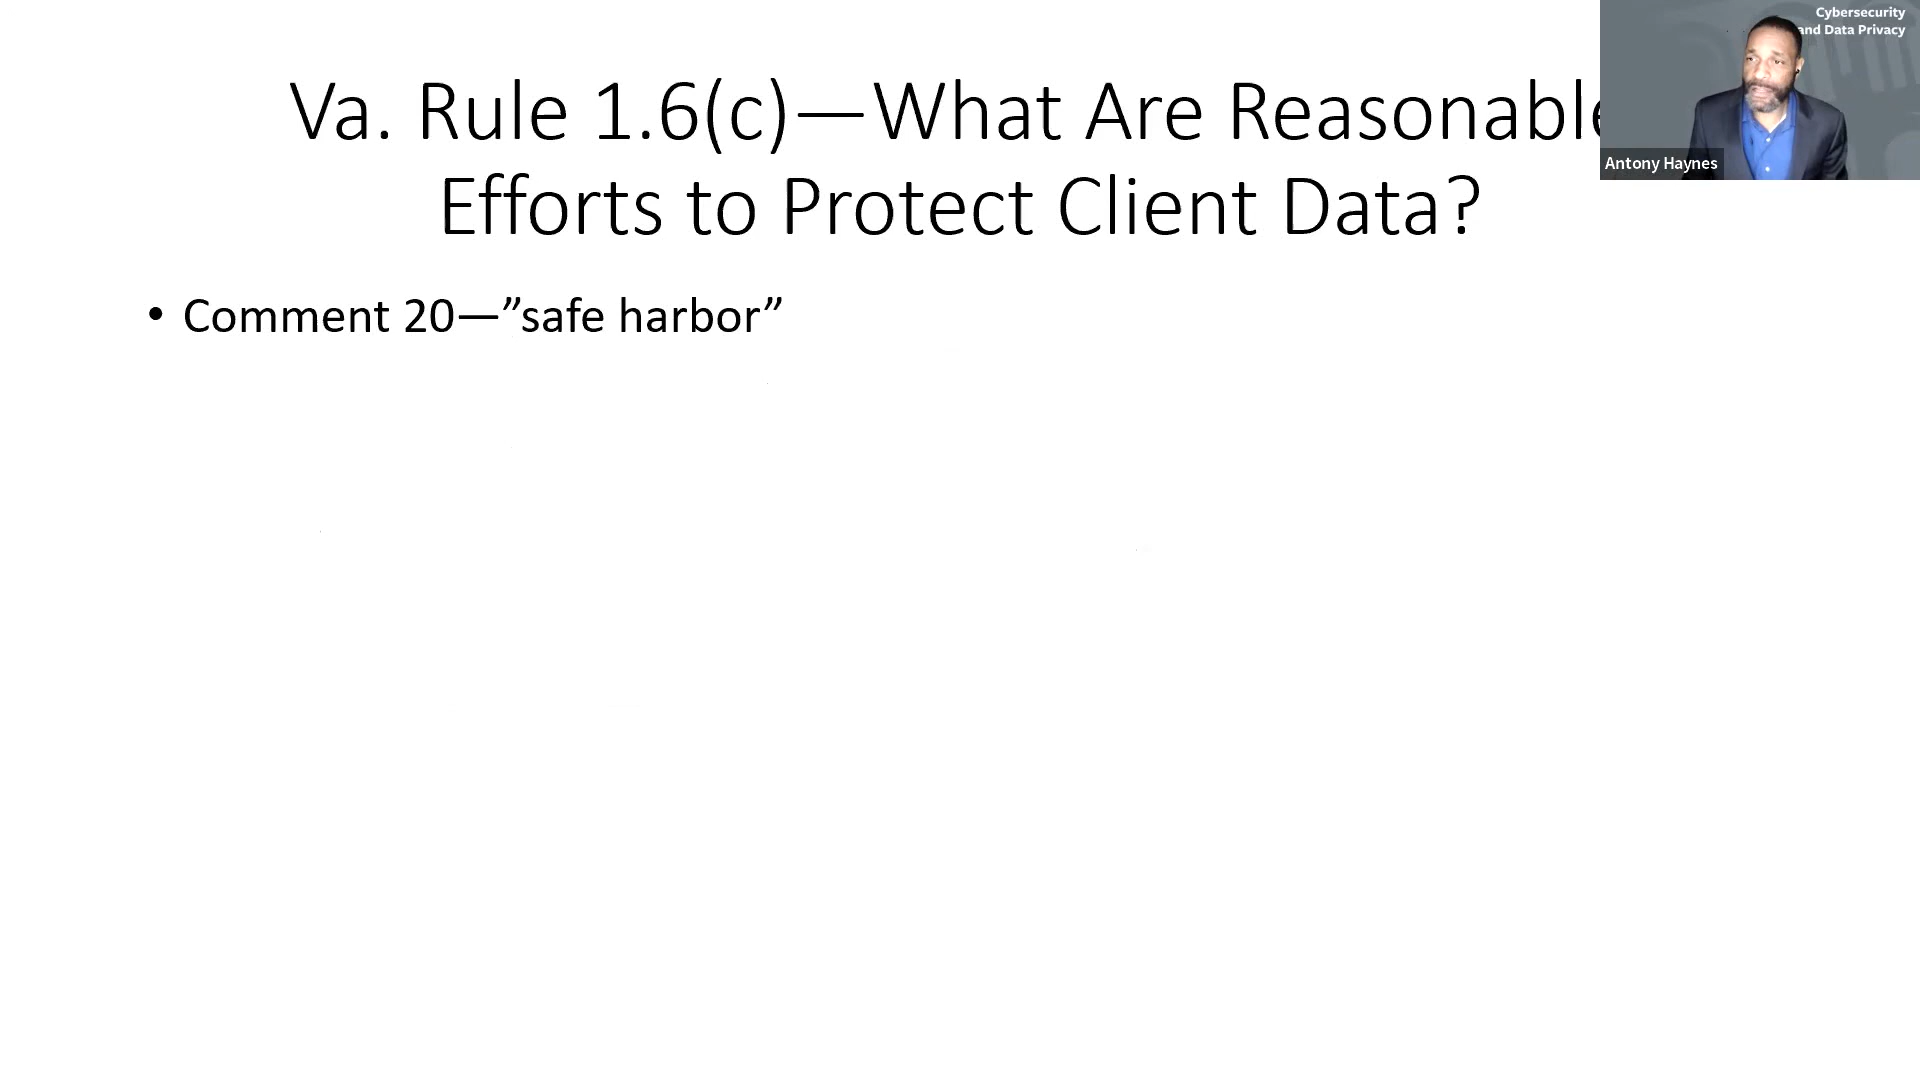 Va. Rule 1.6(c)—What Are Reasonable
Efforts to Protect Client Data?
• Comment 20—”safe harbor”
Cybersecurity
and Data Privacy
Antony Haynes